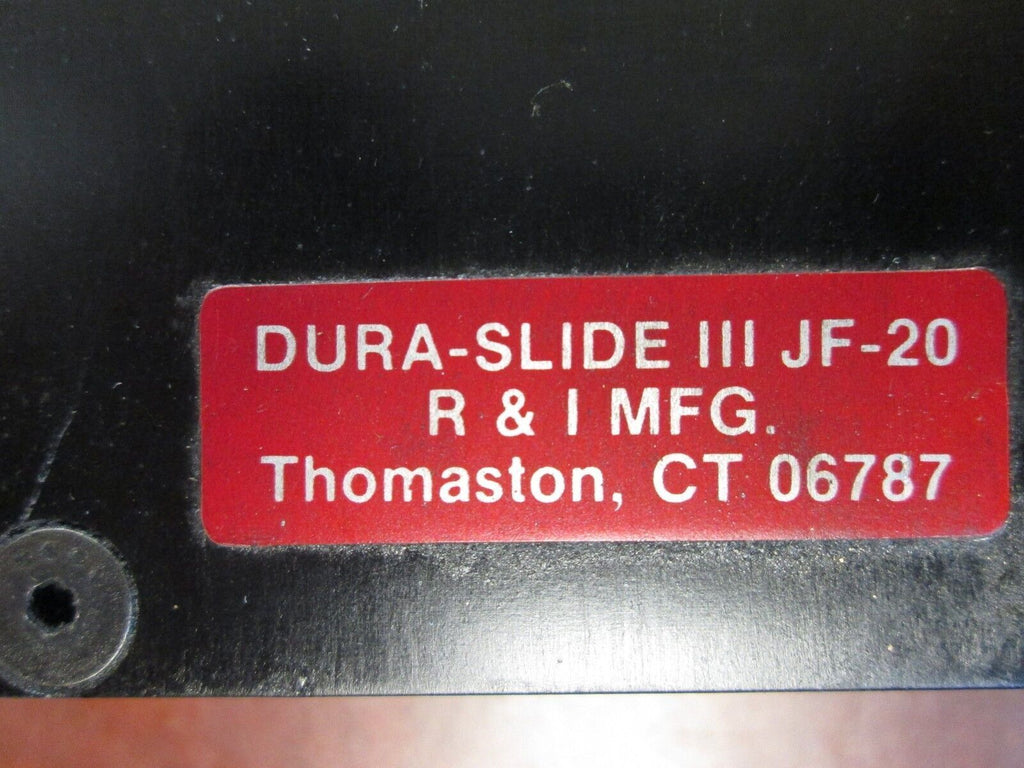 DURA-SLIDE III JF-20
R & I MFG.
Thomaston, CT 06787